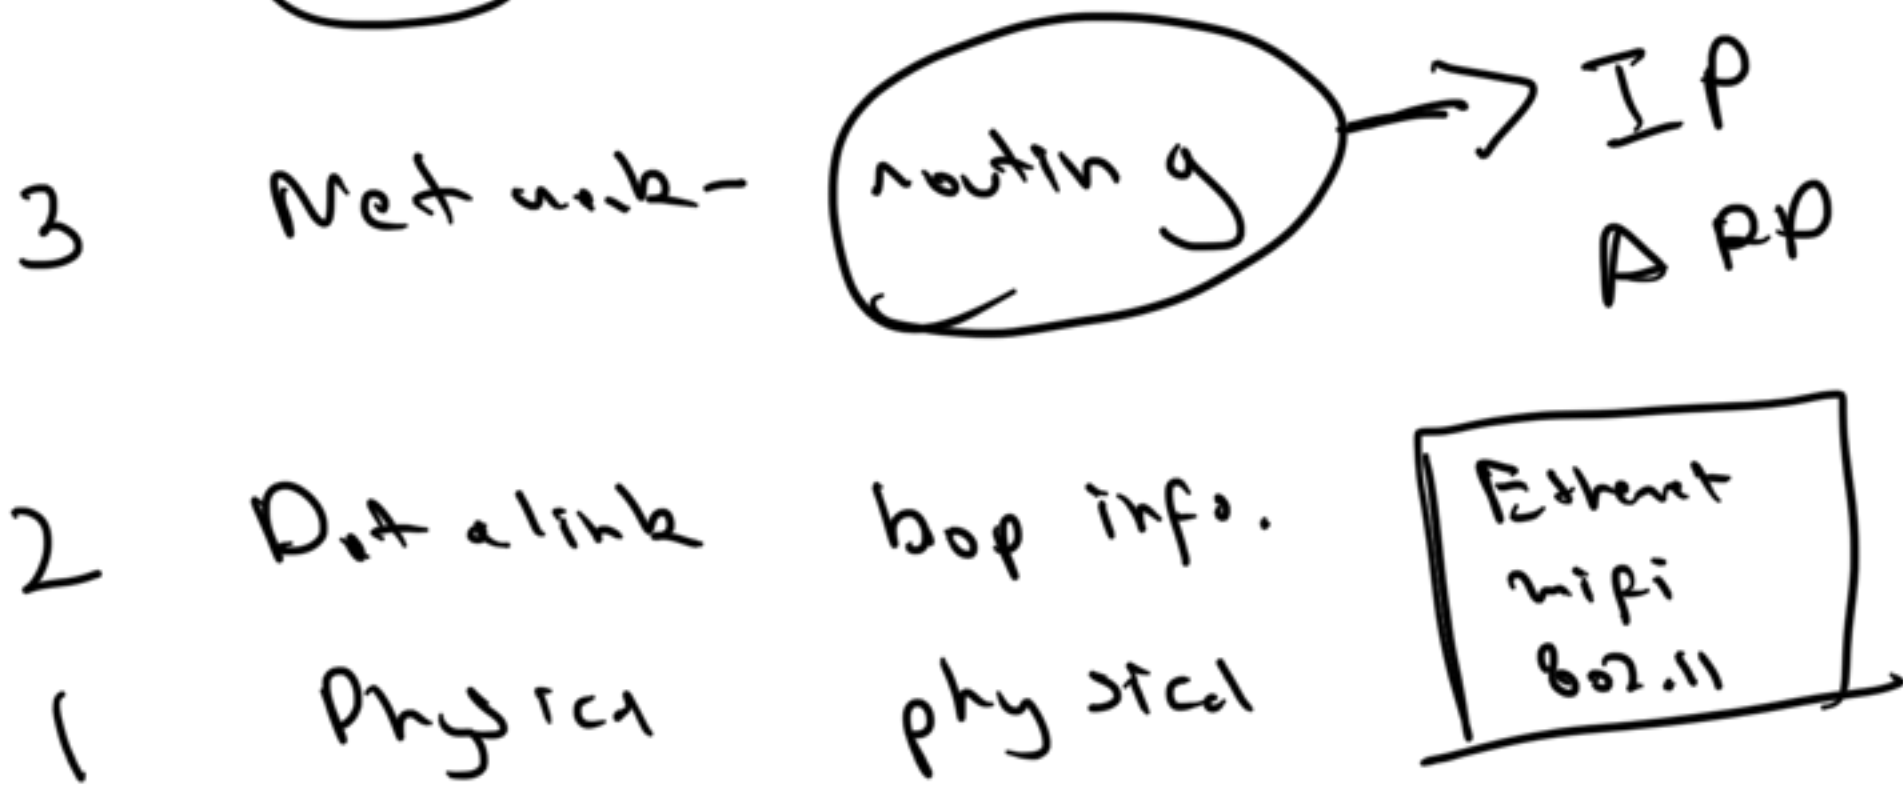 3 Network - routing → IP
ARP
2 Datalink hop info. Ethernet
wifi
802.11
1 Physical physical